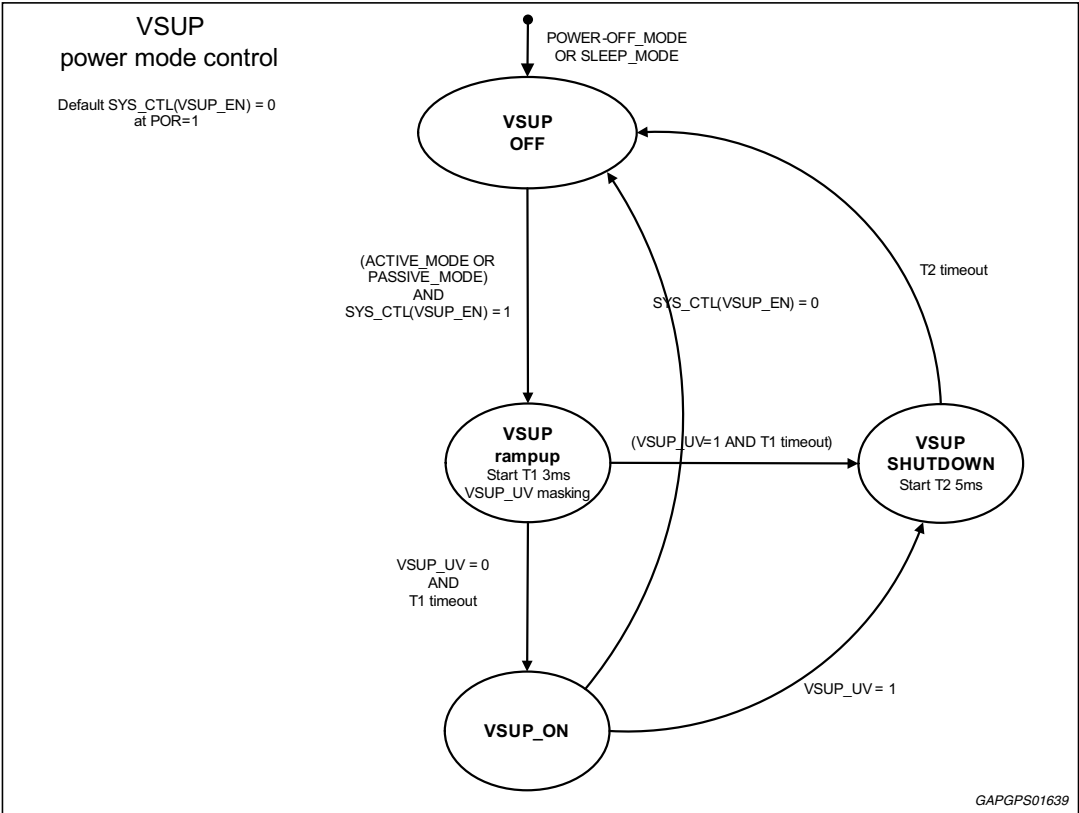 VSUP
power mode control
Default SYS_CTL(VSUP_EN) = 0
at POR=1
POWER-OFF_MODE
OR SLEEP_MODE
VSUP
OFF
(ACTIVE_MODE OR
PASSIVE_MODE)
AND
SYS_CTL(VSUP_EN) = 1
SYS_CTL(VSUP_EN) = 0
T2 timeout
VSUP
rampup
Start T1 3ms
VSUP_UV masking
(VSUP_UV=1 AND T1 timeout)
VSUP
SHUTDOWN
Start T2 5ms
VSUP_UV = 0
AND
T1 timeout
VSUP_UV = 1
VSUP_ON
GAPGPS01639